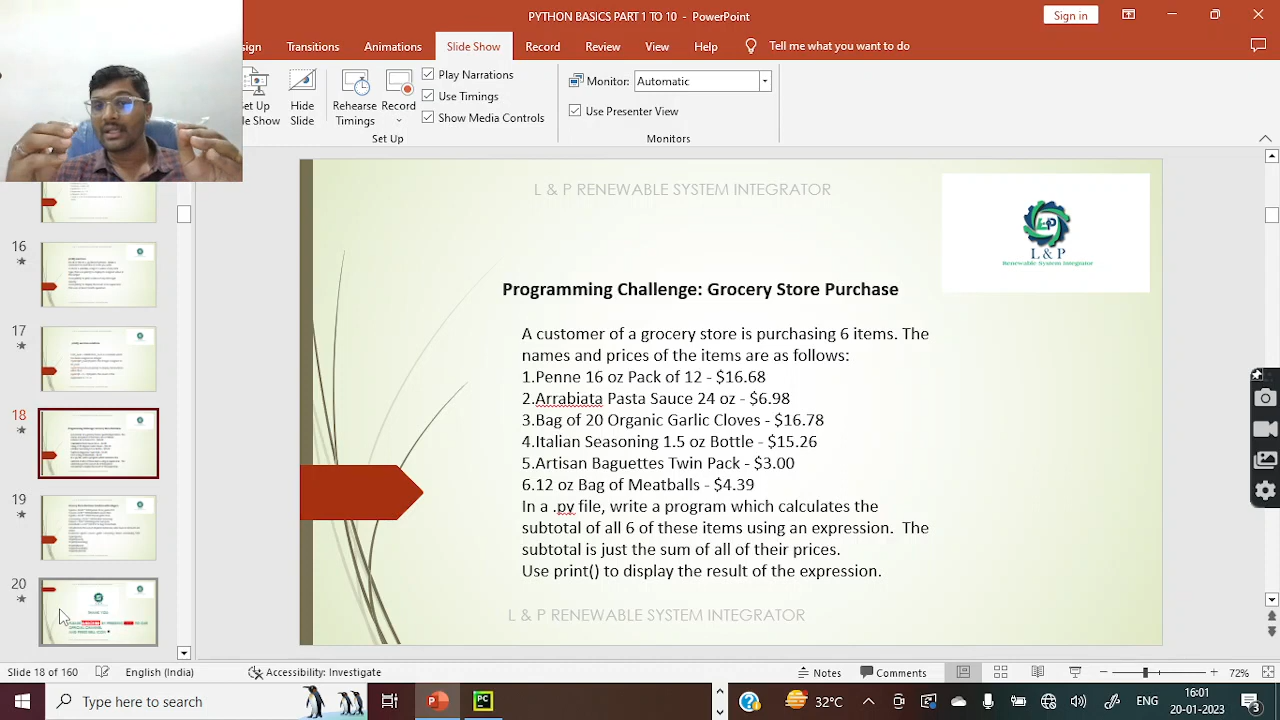 PYTHON BASICS PART 10 - PowerPoint
Sign in
sign
Transitions
Animations
Slide Show
Record
Review
View
Help
Tell me what you want to do
Set Up
Hide
Slide
Rehearse
Timings
Record
Play Narrations
Use Timings
Show Media Controls
Set Up
Monitor:
Automatic
Use Presenter View
Monitors
16
17
18
19
20
L & P RENEWABLE SYSTEM INTEGRATOR
L & P
Renewable System Integrator
Programming Challenge: Grocery Store Purchase
A customer of a grocery store is purchasing 6 items. The
names and prices of the items are as follows:
1.Penne 16 oz Pack of 12 - $16.68
2.Arrabiata Pasta Sauce 24 oz - $6.98
3.Bag of 20 Organic Garlic Cloves - $16.78
4.Italian Seasoning 1.5 oz Bottle - $15.26
5.Artisan Baguettes Twin Pack - $3.00
6.12 oz Bag of Meatballs - $4.39
In a .py file, write a program which calculates the
subtotal of all 6 of these items using an expression. The
subtotal is just the sum of all of their prices.
Use print() to display the result of the expression.
L & P RENEWABLE SYSTEM INTEGRATOR
Slide 18 of 160
English (India)
Accessibility: Investigate
Notes
Comments
72%
Type here to search
ENG
16:01
20-01-2023
3